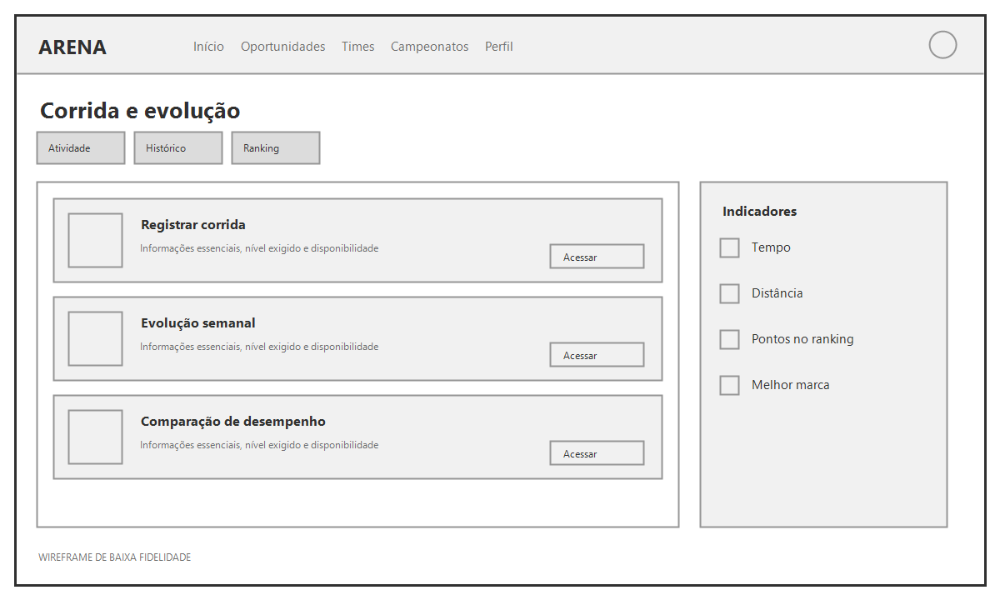 ARENA
Início Oportunidades Times Campeonatos Perfil
Corrida e evolução
Atividade Histórico Ranking
Registrar corrida
Informações essenciais, nível exigido e disponibilidade
Acessar
Evolução semanal
Informações essenciais, nível exigido e disponibilidade
Acessar
Comparação de desempenho
Informações essenciais, nível exigido e disponibilidade
Acessar
Indicadores
Tempo
Distância
Pontos no ranking
Melhor marca
WIREFRAME DE BAIXA FIDELIDADE